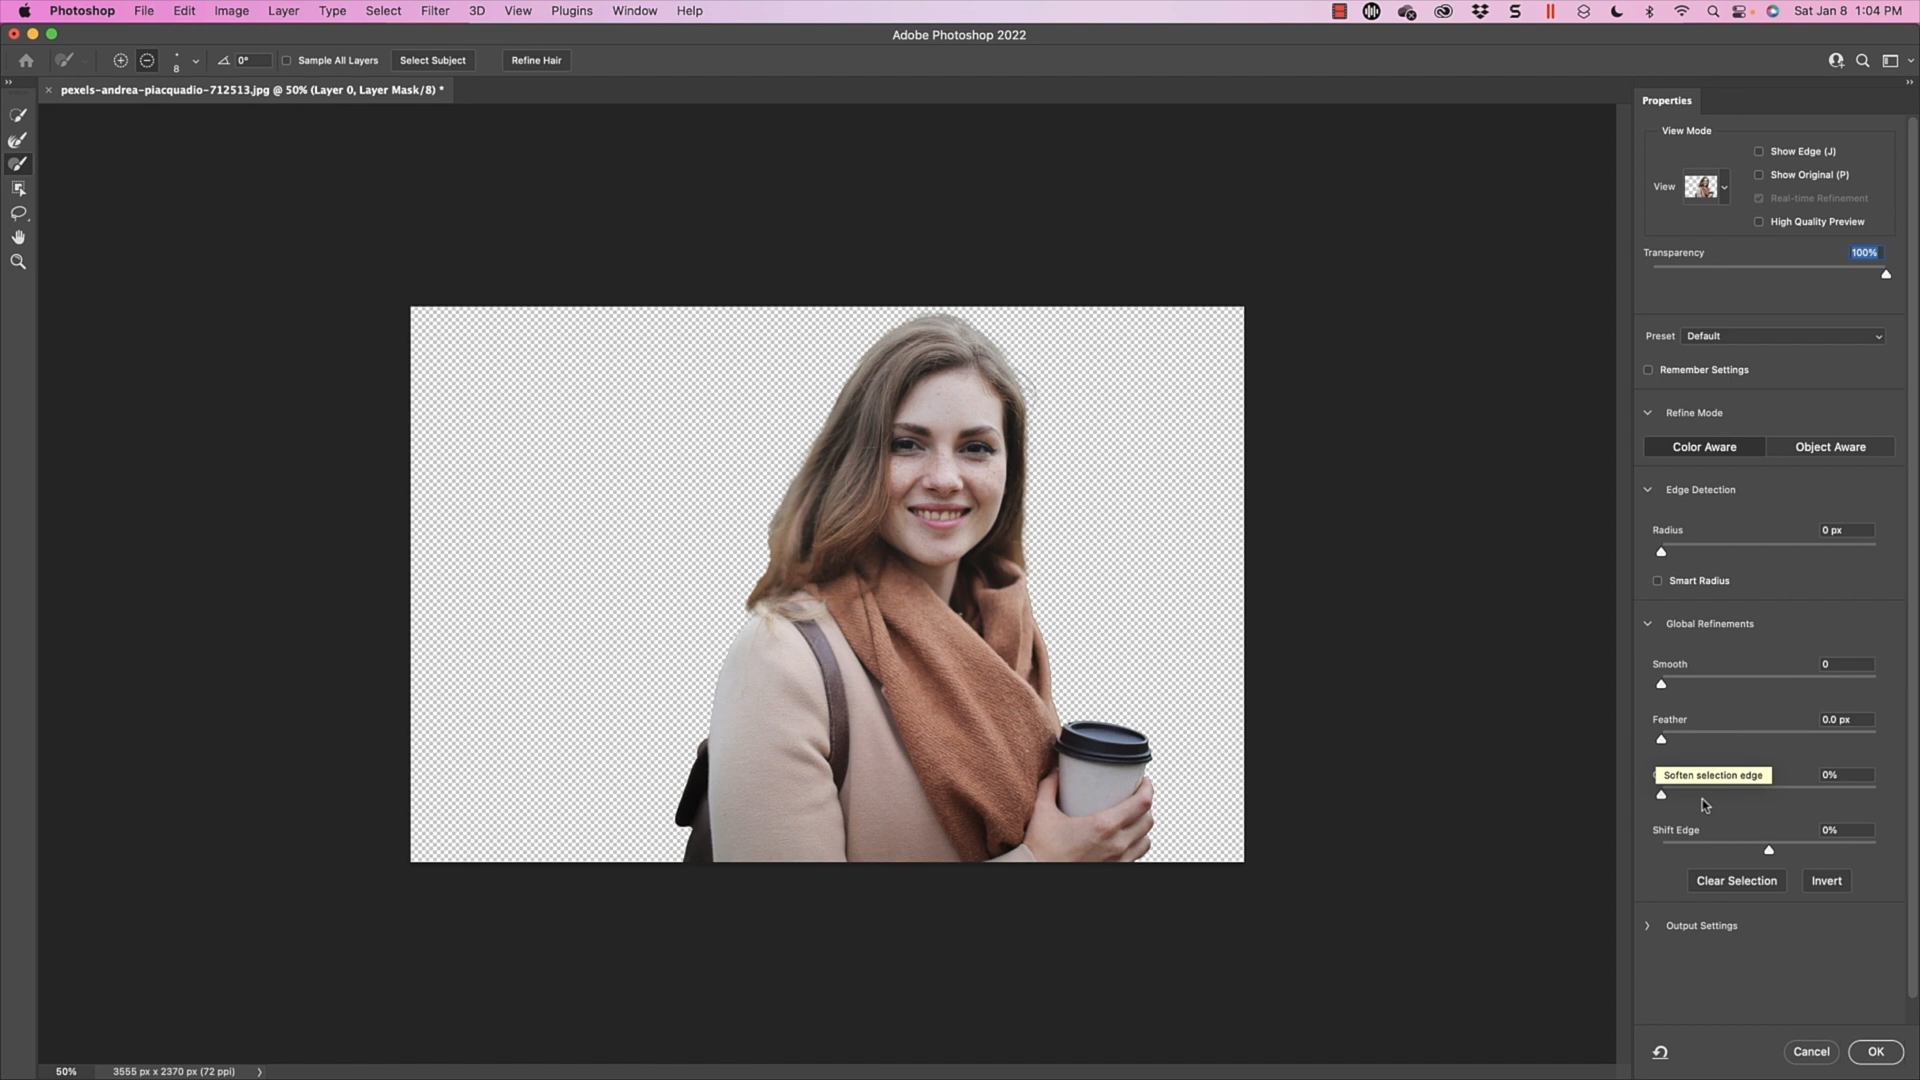 Photoshop File Edit Image Layer Type Select Filter 3D View Plugins Window Help Sat Jan 8 1:04 PM
Adobe Photoshop 2022
8 0° Sample All Layers Select Subject Refine Hair
pexels-andrea-piacquadio-712513.jpg @ 50% (Layer 0, Layer Mask/8) *
Properties
View Mode
Show Edge (J)
Show Original (P)
View
Real-time Refinement
High Quality Preview
Transparency 100%
Preset Default
Remember Settings
Refine Mode
Color Aware Object Aware
Edge Detection
Radius 0 px
Smart Radius
Global Refinements
Smooth 0
Feather 0.0 px
Soften selection edge 0%
Shift Edge 0%
Clear Selection Invert
Output Settings
Cancel OK
50% 3555 px x 2370 px (72 ppi)